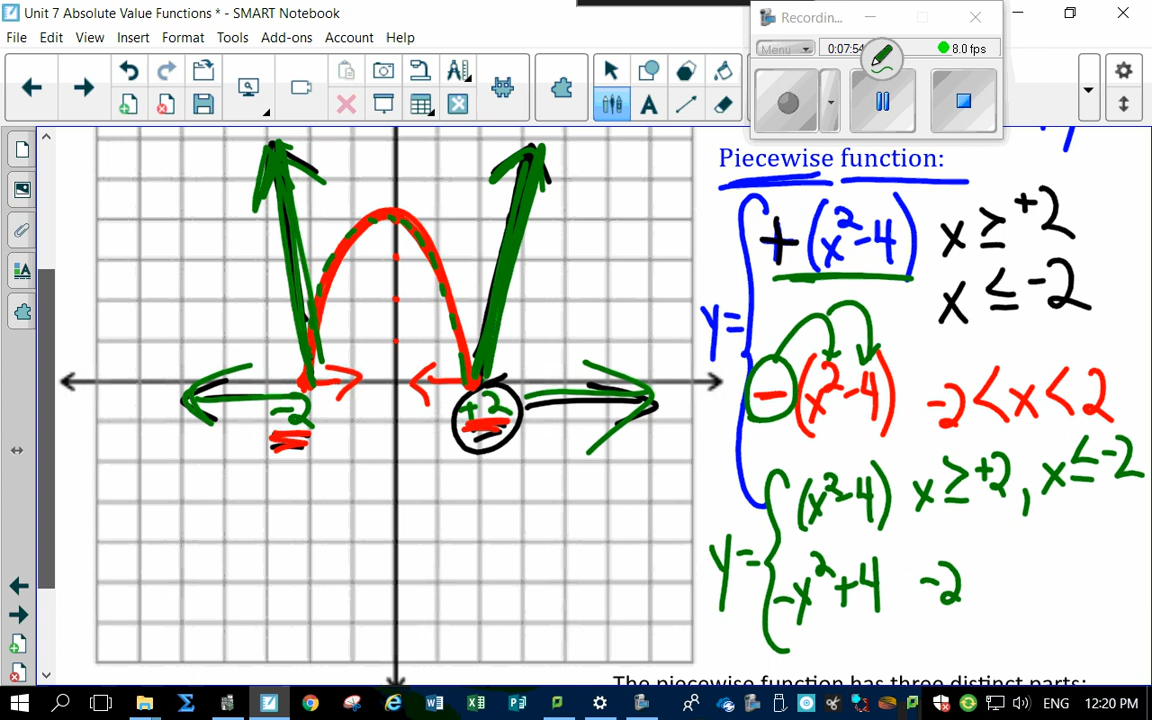 Unit 7 Absolute Value Functions * - SMART Notebook
Recordin...
File Edit View Insert Format Tools Add-ons Account Help
Menu
0:07:54
8.0 fps
Piecewise function:
+(x²-4) x ≥ +2
x ≤ -2
y=
-(x²-4) -2 < x < 2
-2
+2
(x²-4) x ≥ +2, x ≤ -2
y=
-x²+4 -2
The piecewise function has three distinct parts:
ENG 12:20 PM